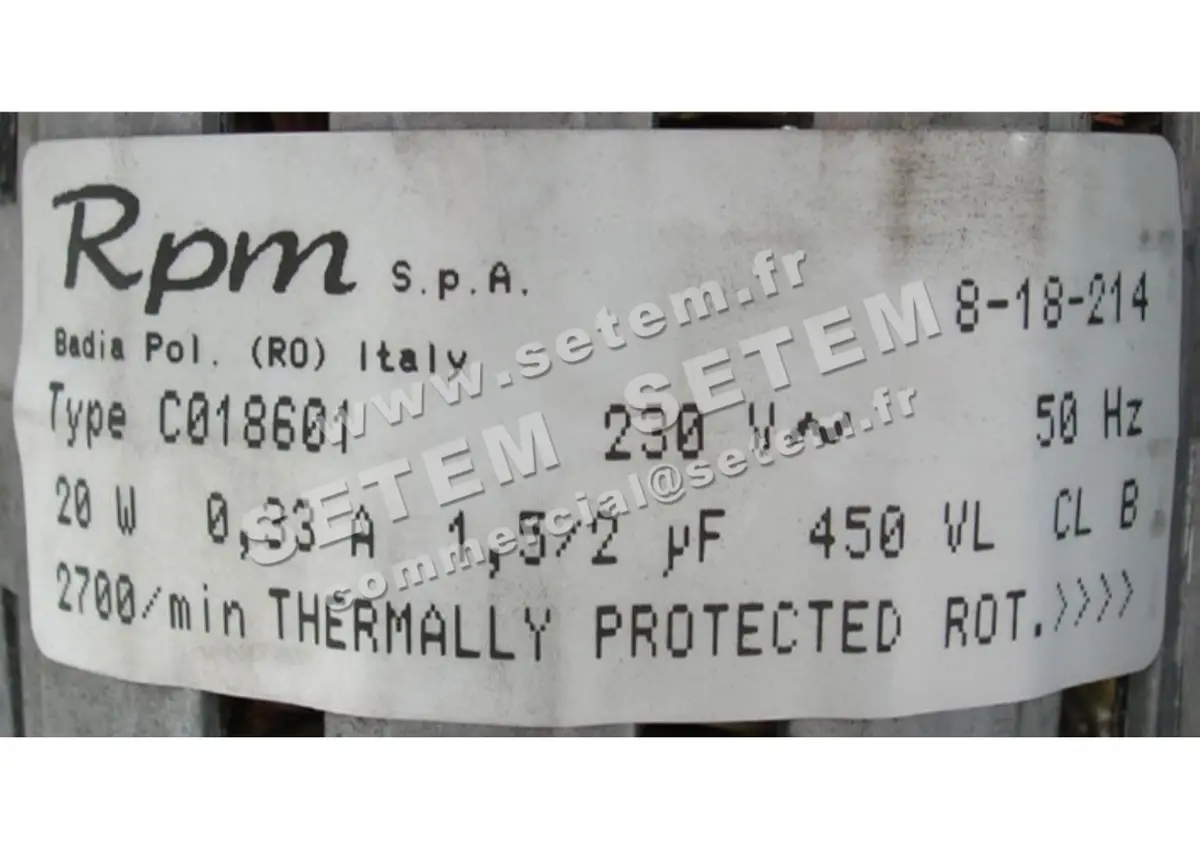 Rpm S.p.A.
8-18-214
Badia Pol. (RO) Italy
Type C018601 230 V~ 50 Hz
20 W 0,33 A 1,5/2 µF 450 VL CL B
2700/min THERMALLY PROTECTED ROT.>>>>
www.setem.fr
SETEM SETEM
commercial@setem.fr